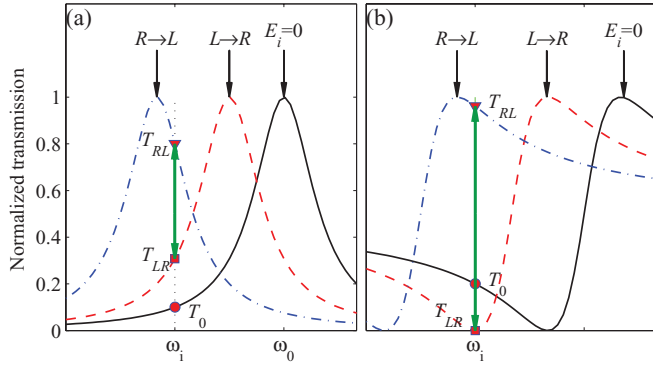 (a)
R→L
L→R
E_i=0
(b)
R→L
L→R
E_i=0
Normalized transmission
1
0.8
0.6
0.4
0.2
0
T_RL
T_LR
T_0
T_RL
T_0
T_LR
ω_i
ω_0
ω_i